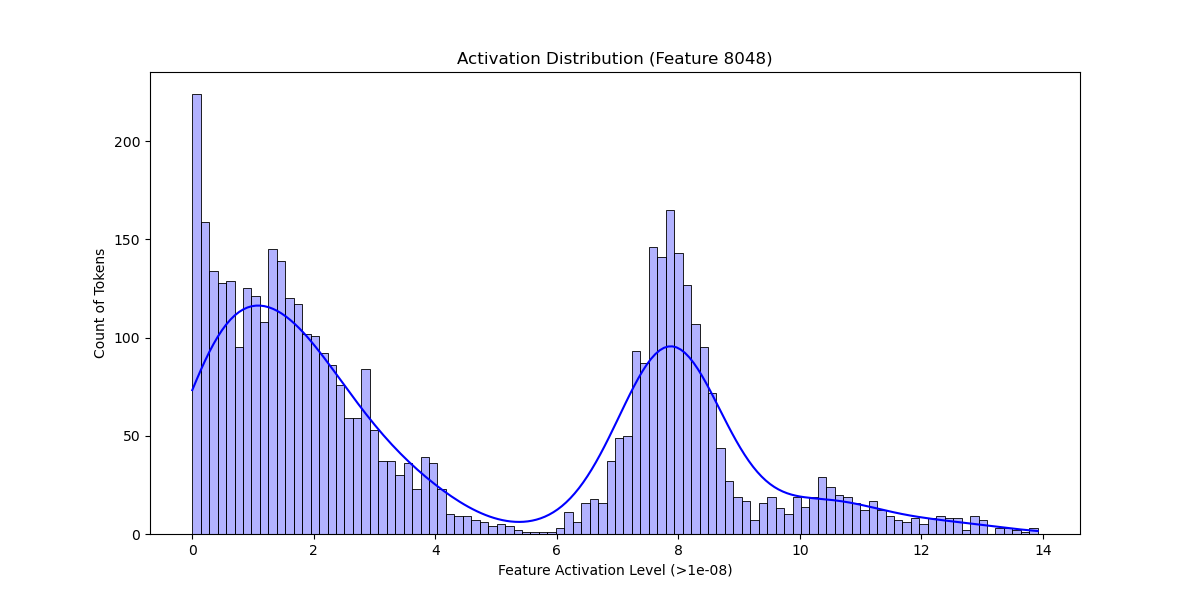 Activation Distribution (Feature 8048)
Count of Tokens
200
150
100
50
0
0 2 4 6 8 10 12 14
Feature Activation Level (>1e-08)